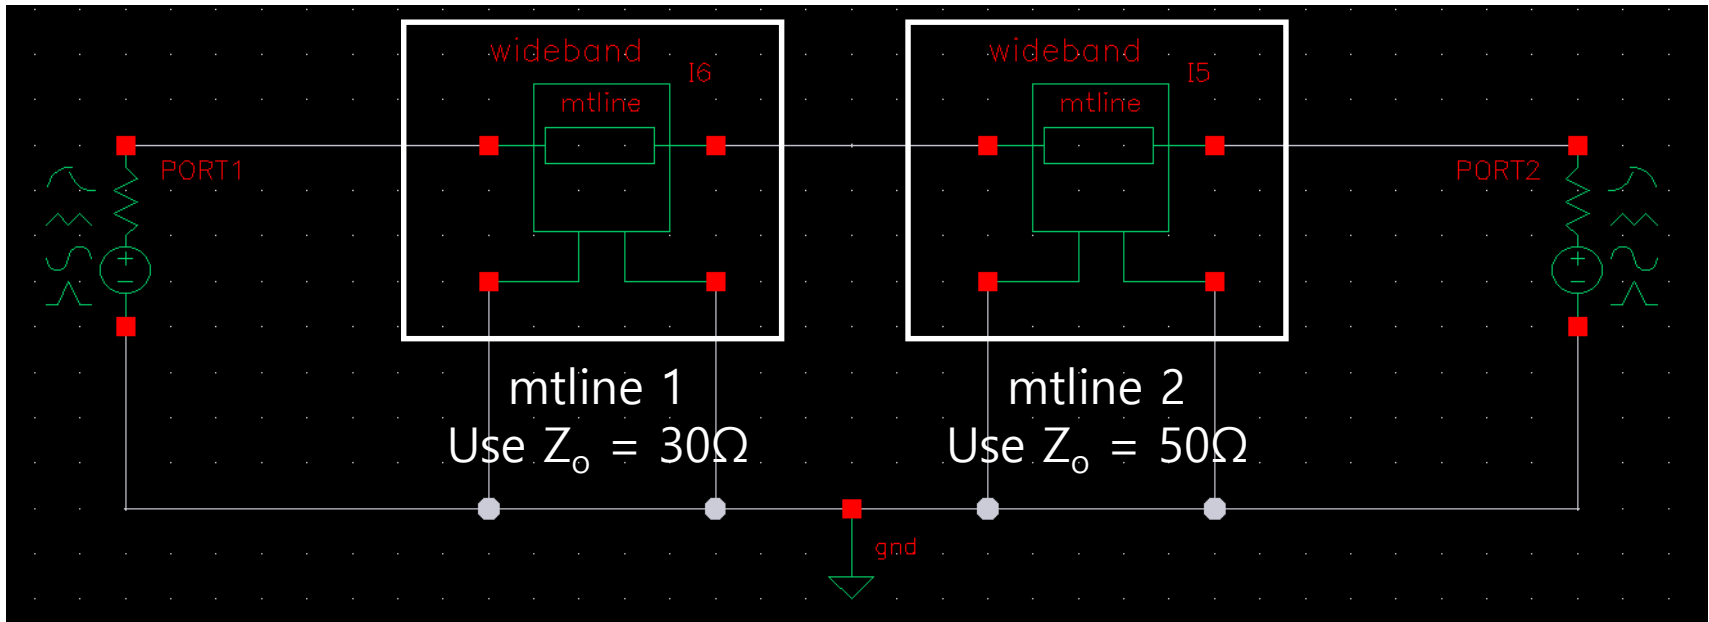 wideband
I6
mtline
wideband
I5
mtline
PORT1
PORT2
mtline 1
Use Zₒ = 30Ω
mtline 2
Use Zₒ = 50Ω
gnd